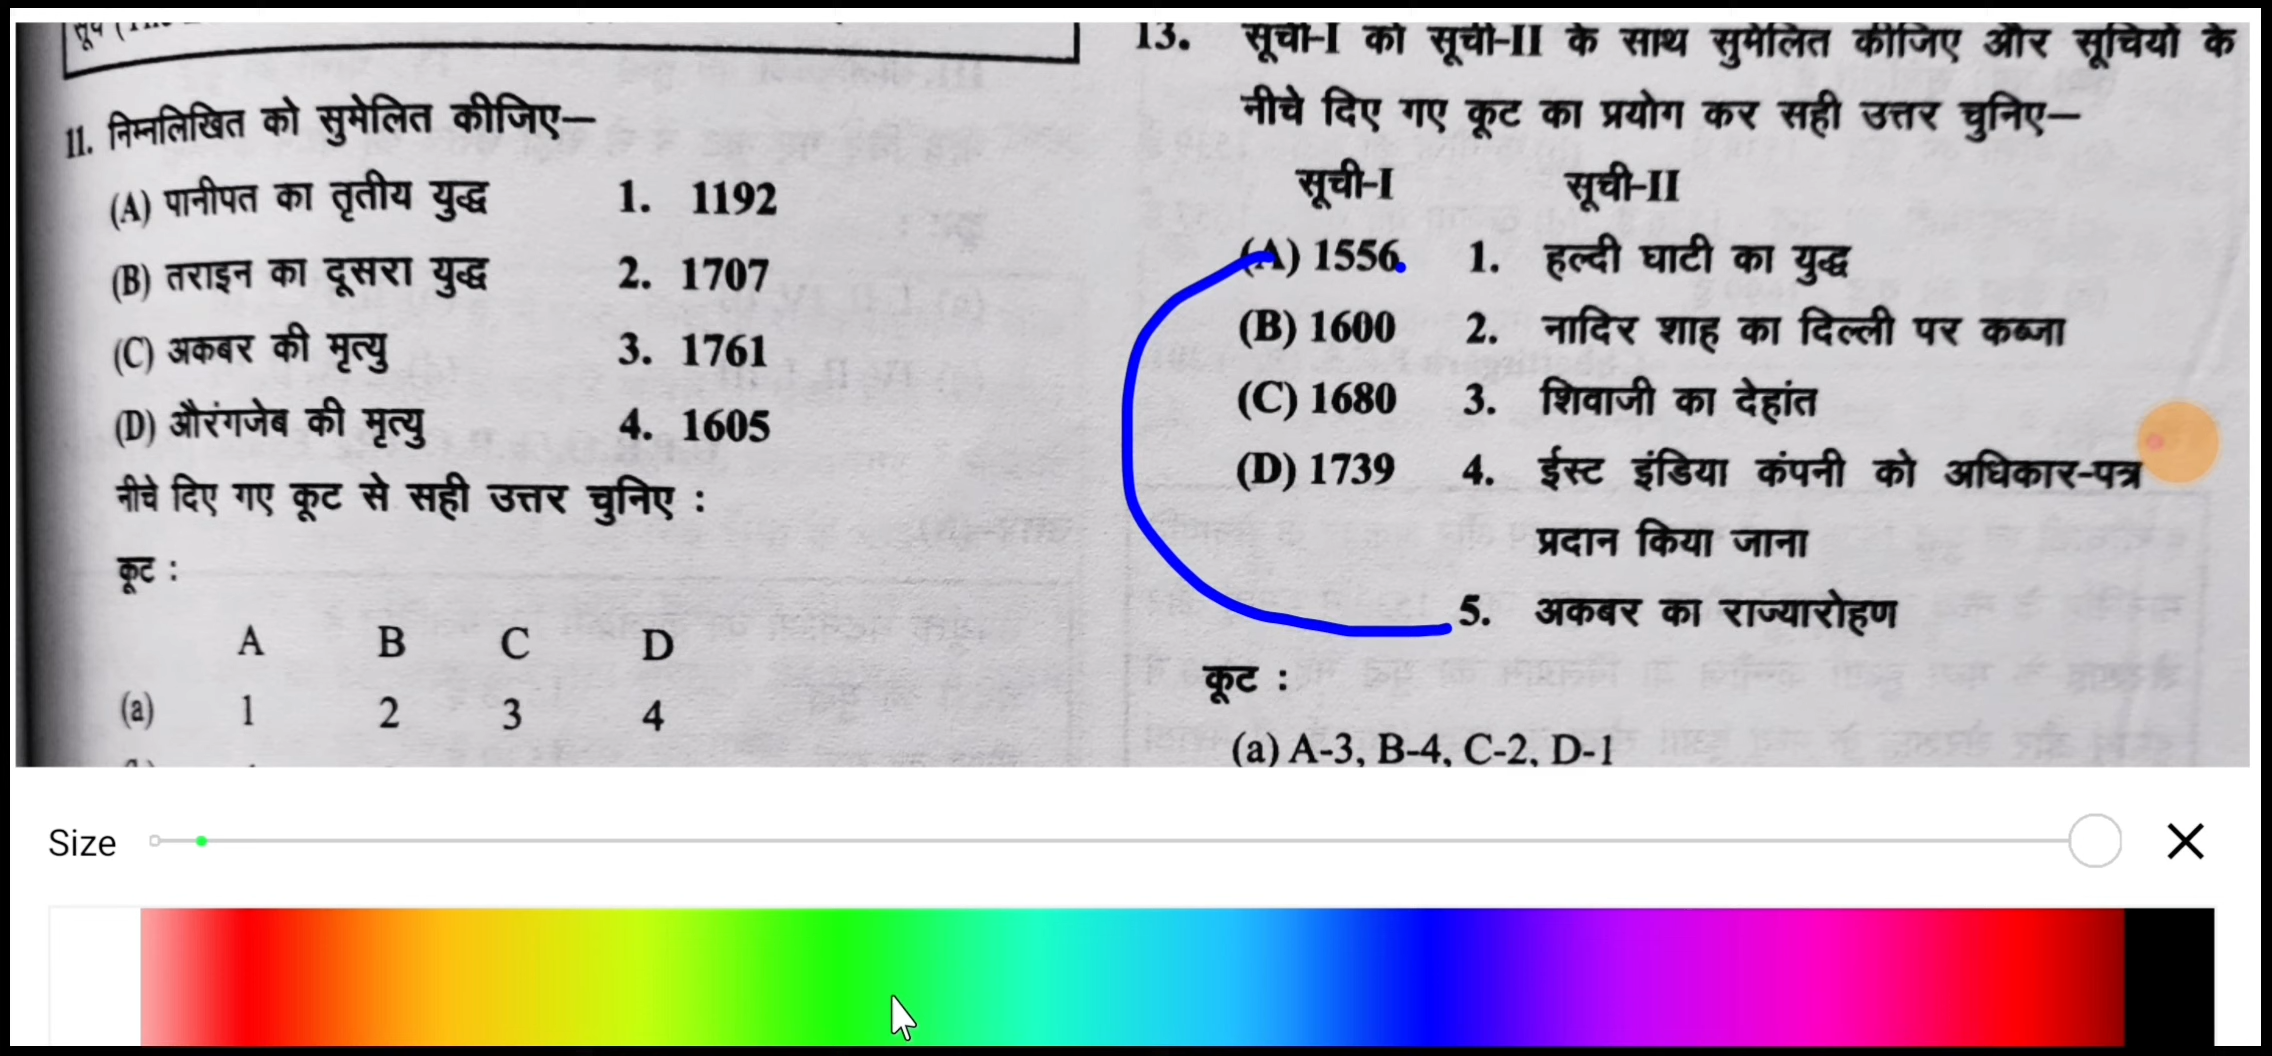 11. निम्नलिखित को सुमेलित कीजिए—
(A) पानीपत का तृतीय युद्ध 1. 1192
(B) तराइन का दूसरा युद्ध 2. 1707
(C) अकबर की मृत्यु 3. 1761
(D) औरंगजेब की मृत्यु 4. 1605
नीचे दिए गए कूट से सही उत्तर चुनिए :
कूट :
A B C D
(a) 1 2 3 4
13. सूची-I को सूची-II के साथ सुमेलित कीजिए और सूचियों के
नीचे दिए गए कूट का प्रयोग कर सही उत्तर चुनिए—
सूची-I सूची-II
(A) 1556 1. हल्दी घाटी का युद्ध
(B) 1600 2. नादिर शाह का दिल्ली पर कब्जा
(C) 1680 3. शिवाजी का देहांत
(D) 1739 4. ईस्ट इंडिया कंपनी को अधिकार-पत्र
प्रदान किया जाना
5. अकबर का राज्यारोहण
कूट :
(a) A-3, B-4, C-2, D-1
Size